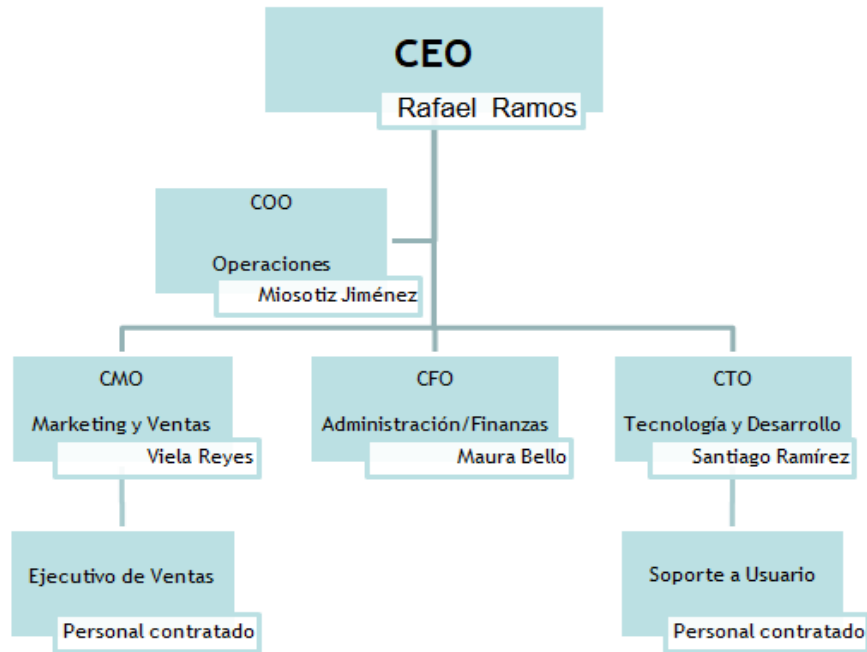 CEO
Rafael Ramos
COO
Operaciones
Miosotiz Jiménez
CMO
Marketing y Ventas
Viela Reyes
CFO
Administración/Finanzas
Maura Bello
CTO
Tecnología y Desarrollo
Santiago Ramírez
Ejecutivo de Ventas
Personal contratado
Soporte a Usuario
Personal contratado